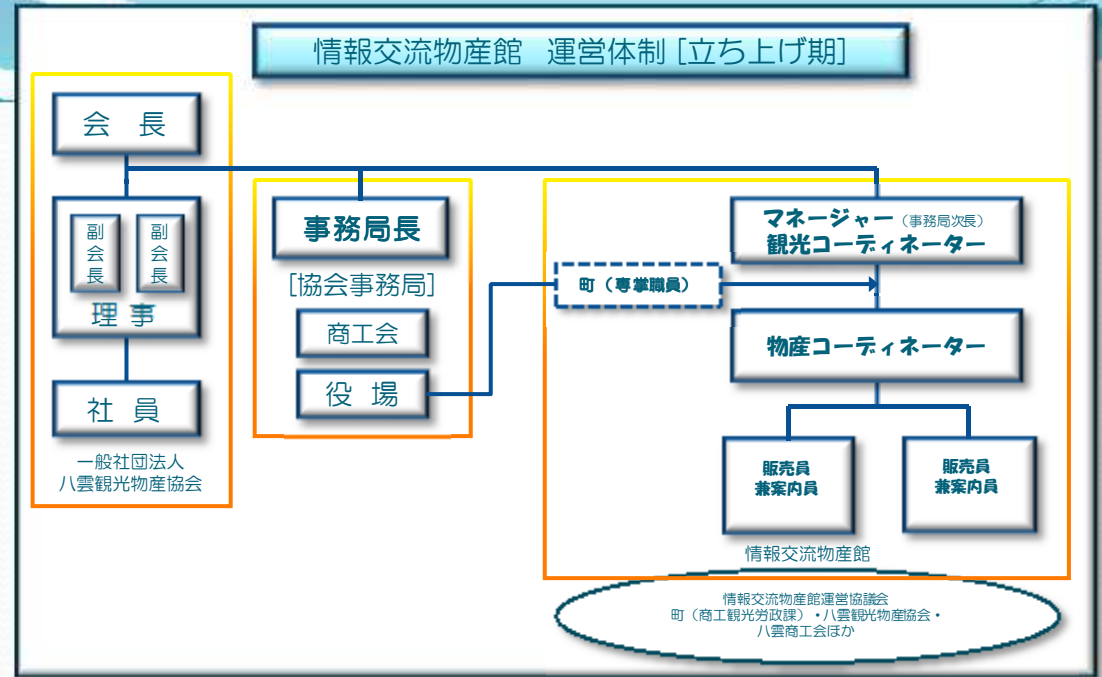 情報交流物産館 運営体制 [立ち上げ期]
会 長
副会長
副会長
理 事
社 員
一般社団法人
八雲観光物産協会
事務局長
[協会事務局]
商工会
役 場
町(専掌職員)
マネージャー(事務局次長)
観光コーディネーター
物産コーディネーター
販売員
兼案内員
販売員
兼案内員
情報交流物産館
情報交流物産館運営協議会
町(商工観光労政課)・八雲観光物産協会・
八雲商工会ほか